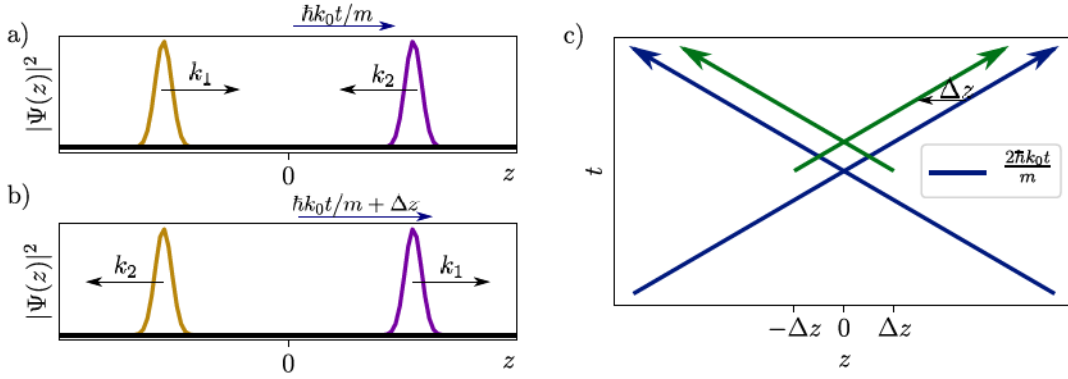 a)
ℏk₀t/m
|Ψ(z)|²
k₁
k₂
0
z
b)
ℏk₀t/m + Δz
|Ψ(z)|²
k₂
k₁
0
z
c)
t
Δz
2ℏk₀t/m
−Δz 0 Δz
z